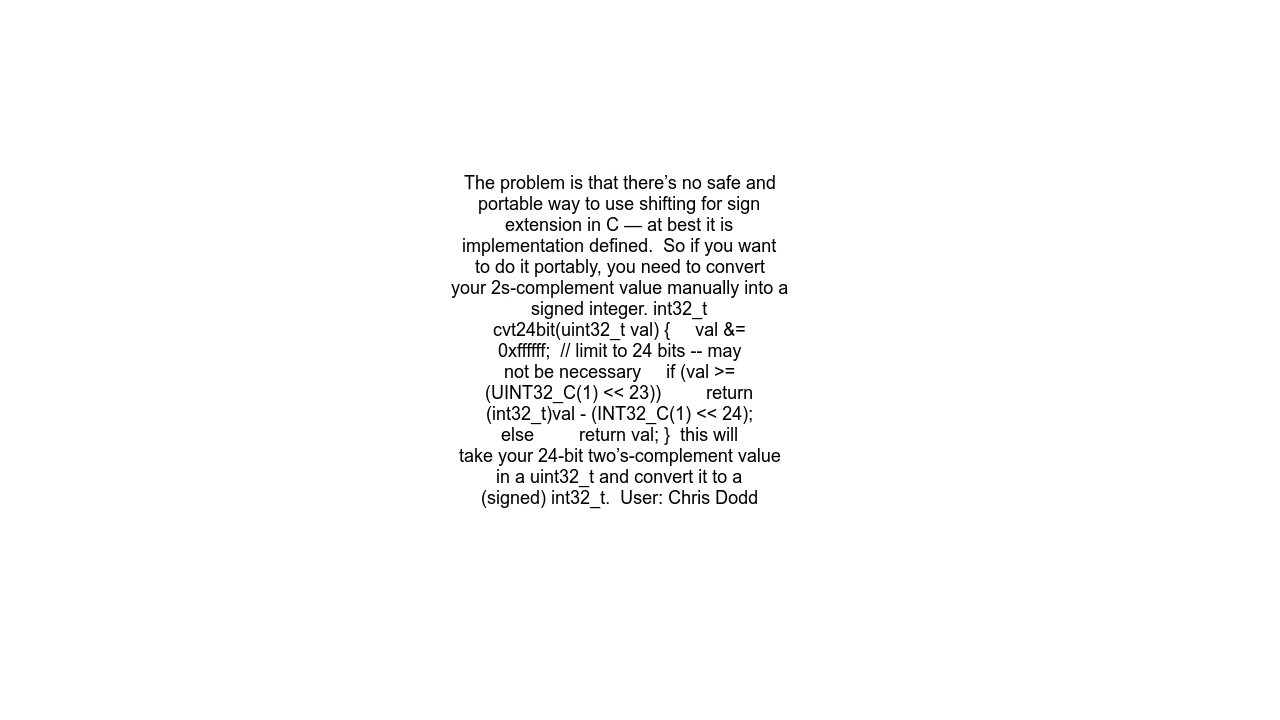 The problem is that there’s no safe and
portable way to use shifting for sign
extension in C — at best it is
implementation defined.  So if you want
to do it portably, you need to convert
your 2s-complement value manually into a
signed integer. int32_t
cvt24bit(uint32_t val) {     val &=
0xffffff;  // limit to 24 bits -- may
not be necessary     if (val >=
(UINT32_C(1) << 23))         return
(int32_t)val - (INT32_C(1) << 24);
else         return val; }  this will
take your 24-bit two’s-complement value
in a uint32_t and convert it to a
(signed) int32_t.  User: Chris Dodd